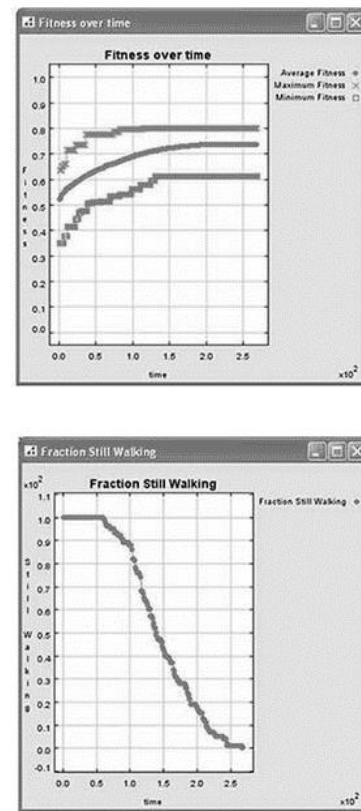 Fitness over time
Fitness over time
Average Fitness
Maximum Fitness
Minimum Fitness
1.0
0.9
0.8
0.7
0.6
0.5
0.4
0.3
0.2
0.1
0.0
Fitness
0.0 0.5 1.0 1.5 2.0 2.5
time
x10²
Fraction Still Walking
x10²
Fraction Still Walking
Fraction Still Walking
1.1
1.0
0.9
0.8
0.7
0.6
0.5
0.4
0.3
0.2
0.1
0.0
-0.1
Still Walking
0.0 0.5 1.0 1.5 2.0 2.5
time
x10²